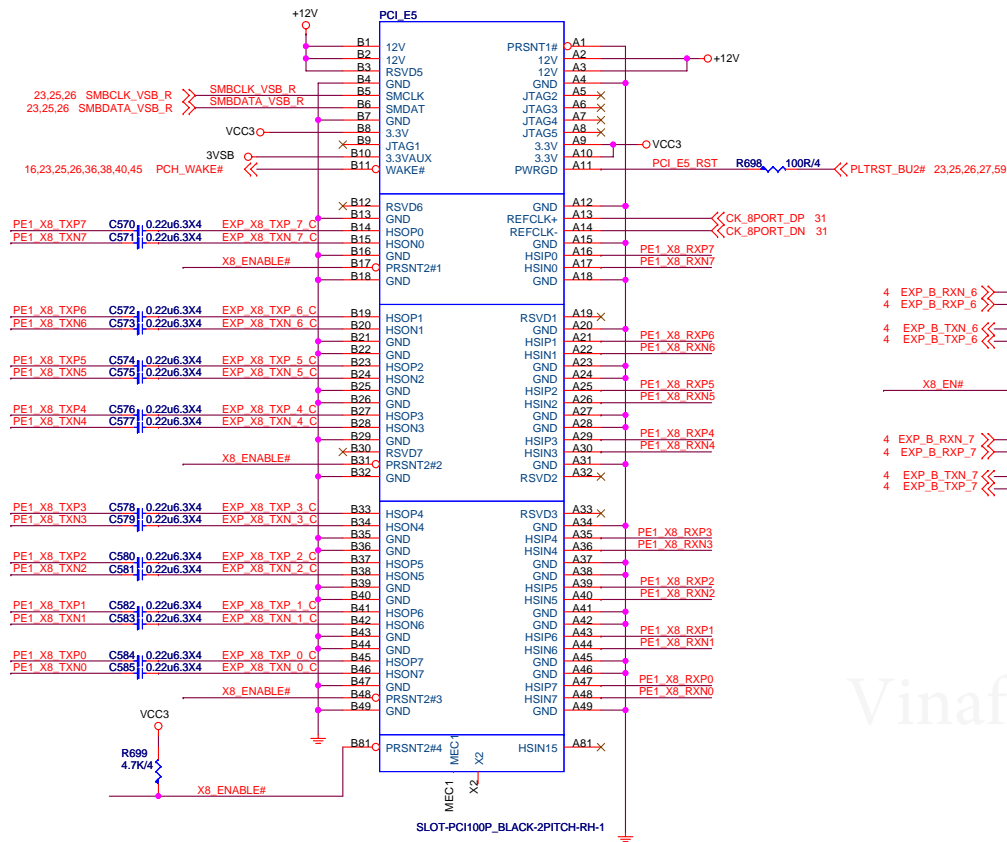 PCI_E5
+12V
B1 12V PRSNT1# A1
B2 12V 12V A2 +12V
B3 RSVD5 12V A3
B4 GND GND A4
23,25,26 SMBCLK_VSB_R SMBCLK_VSB_R B5 SMCLK JTAG2 A5
23,25,26 SMBDATA_VSB_R SMBDATA_VSB_R B6 SMDAT JTAG3 A6
B7 GND JTAG4 A7
VCC3 B8 3.3V JTAG5 A8
B9 JTAG1 3.3V A9 VCC3
3VSB B10 3.3VAUX 3.3V A10
16,23,25,26,36,38,40,45 PCH_WAKE# B11 WAKE# PWRGD A11 PCI_E5_RST R698 100R/4 PLTRST_BU2# 23,25,26,27,59
B12 RSVD6 GND A12
B13 GND REFCLK+ A13 CK_8PORT_DP 31
PE1_X8_TXP7 C570 0.22u6.3X4 EXP_X8_TXP_7_C B14 HSOP0 REFCLK- A14 CK_8PORT_DN 31
PE1_X8_TXN7 C571 0.22u6.3X4 EXP_X8_TXN_7_C B15 HSON0 GND A15
B16 GND HSIP0 A16 PE1_X8_RXP7
X8_ENABLE# B17 PRSNT2#1 HSIN0 A17 PE1_X8_RXN7
B18 GND GND A18
4 EXP_B_RXN_6
4 EXP_B_RXP_6
PE1_X8_TXP6 C572 0.22u6.3X4 EXP_X8_TXP_6_C B19 HSOP1 RSVD1 A19
PE1_X8_TXN6 C573 0.22u6.3X4 EXP_X8_TXN_6_C B20 HSON1 GND A20 4 EXP_B_TXN_6
B21 GND HSIP1 A21 PE1_X8_RXP6 4 EXP_B_TXP_6
B22 GND HSIN1 A22 PE1_X8_RXN6
PE1_X8_TXP5 C574 0.22u6.3X4 EXP_X8_TXP_5_C B23 HSOP2 GND A23
PE1_X8_TXN5 C575 0.22u6.3X4 EXP_X8_TXN_5_C B24 HSON2 GND A24
B25 GND HSIP2 A25 PE1_X8_RXP5 X8_EN#
B26 GND HSIN2 A26 PE1_X8_RXN5
PE1_X8_TXP4 C576 0.22u6.3X4 EXP_X8_TXP_4_C B27 HSOP3 GND A27
PE1_X8_TXN4 C577 0.22u6.3X4 EXP_X8_TXN_4_C B28 HSON3 GND A28
B29 GND HSIP3 A29 PE1_X8_RXP4 4 EXP_B_RXN_7
B30 RSVD7 HSIN3 A30 PE1_X8_RXN4 4 EXP_B_RXP_7
X8_ENABLE# B31 PRSNT2#2 GND A31
B32 GND RSVD2 A32 4 EXP_B_TXN_7
4 EXP_B_TXP_7
PE1_X8_TXP3 C578 0.22u6.3X4 EXP_X8_TXP_3_C B33 HSOP4 RSVD3 A33
PE1_X8_TXN3 C579 0.22u6.3X4 EXP_X8_TXN_3_C B34 HSON4 GND A34
B35 GND HSIP4 A35 PE1_X8_RXP3
B36 GND HSIN4 A36 PE1_X8_RXN3
PE1_X8_TXP2 C580 0.22u6.3X4 EXP_X8_TXP_2_C B37 HSOP5 GND A37
PE1_X8_TXN2 C581 0.22u6.3X4 EXP_X8_TXN_2_C B38 HSON5 GND A38
B39 GND HSIP5 A39 PE1_X8_RXP2
B40 GND HSIN5 A40 PE1_X8_RXN2
PE1_X8_TXP1 C582 0.22u6.3X4 EXP_X8_TXP_1_C B41 HSOP6 GND A41
PE1_X8_TXN1 C583 0.22u6.3X4 EXP_X8_TXN_1_C B42 HSON6 GND A42
B43 GND HSIP6 A43 PE1_X8_RXP1
B44 GND HSIN6 A44 PE1_X8_RXN1
PE1_X8_TXP0 C584 0.22u6.3X4 EXP_X8_TXP_0_C B45 HSOP7 GND A45
PE1_X8_TXN0 C585 0.22u6.3X4 EXP_X8_TXN_0_C B46 HSON7 GND A46
B47 GND HSIP7 A47 PE1_X8_RXP0
X8_ENABLE# B48 PRSNT2#3 HSIN7 A48 PE1_X8_RXN0
B49 GND GND A49
Vinaf
VCC3
B81 PRSNT2#4 MEC1 X2 HSIN15 A81
R699
4.7K/4
X8_ENABLE#
MEC1 X2
SLOT-PCI100P_BLACK-2PITCH-RH-1